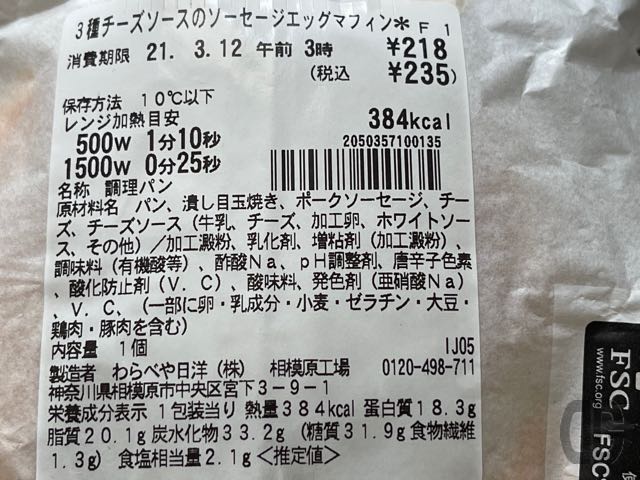 3種チーズソースのソーセージエッグマフィン* F 1
消費期限 21. 3.12 午前 3時 ¥218
(税込 ¥235)
保存方法 10℃以下
レンジ加熱目安 384kcal
500W 1分10秒 2050357100135
1500W 0分25秒
名称 調理パン
原材料名 パン、潰し目玉焼き、ポークソーセージ、チー
ズ、チーズソース(牛乳、チーズ、加工卵、ホワイトソー
ス、その他)/加工澱粉、乳化剤、増粘剤(加工澱粉)、
調味料(有機酸等)、酢酸Na、pH調整剤、唐辛子色素
、酸化防止剤(V.C)、酸味料、発色剤(亜硝酸Na)
、V.C、(一部に卵・乳成分・小麦・ゼラチン・大豆・
鶏肉・豚肉を含む)
内容量 1個 IJ05
製造者 わらべや日洋(株) 相模原工場 0120-498-711
神奈川県相模原市中央区宮下3-9-1
栄養成分表示 1包装当り 熱量384kcal 蛋白質18.3g
脂質20.1g 炭水化物33.2g (糖質31.9g 食物繊維
1.3g) 食塩相当量2.1g <推定値>
FSC
www.fsc.org
FSC